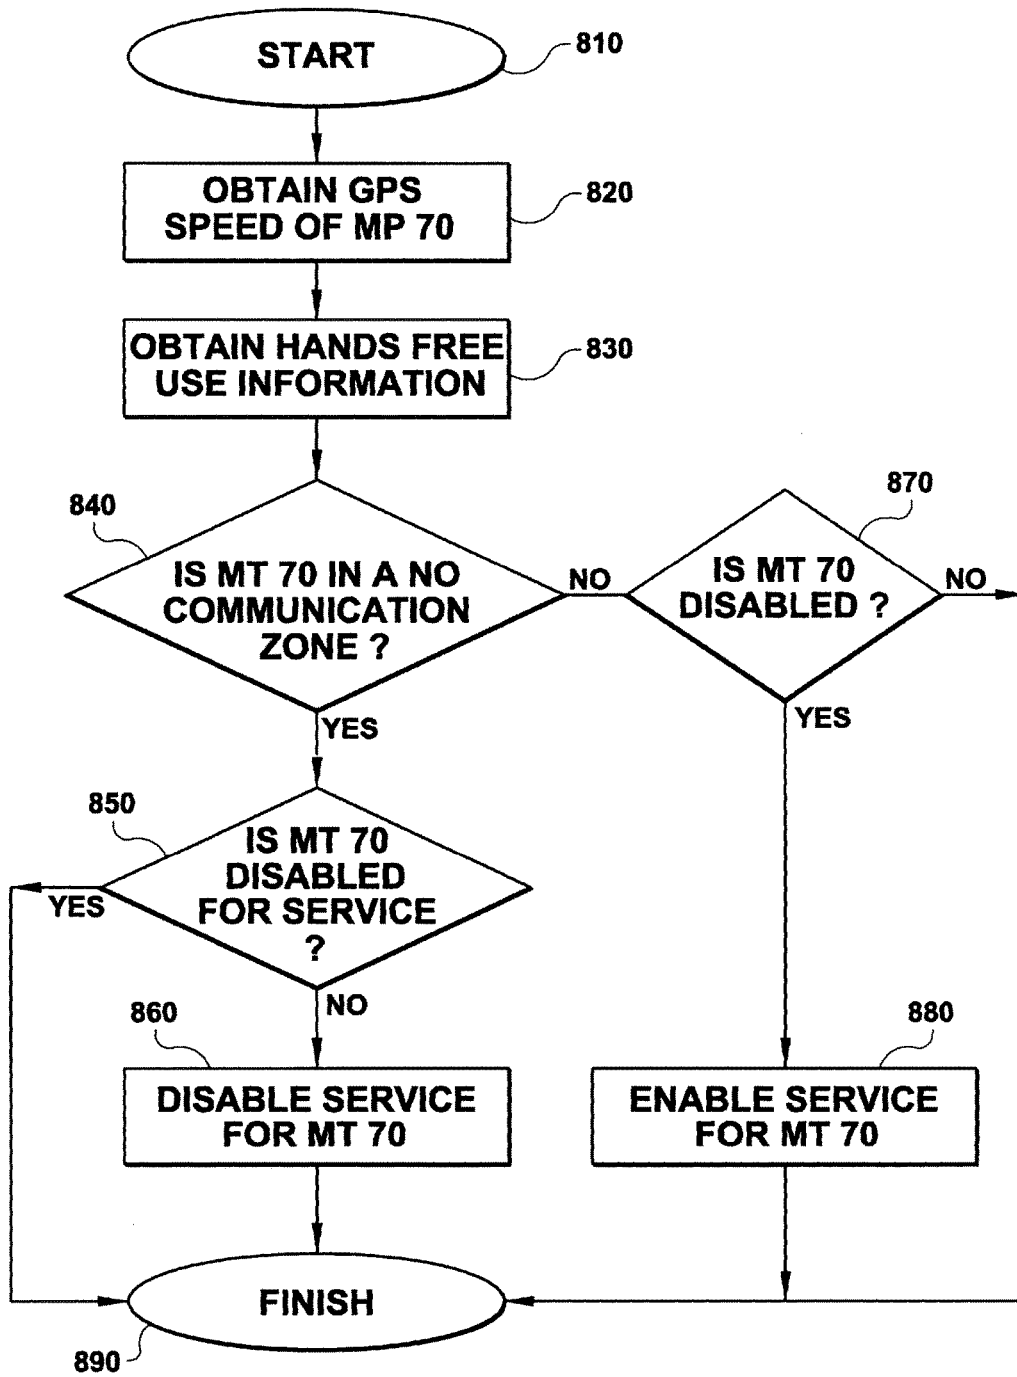 START
810
OBTAIN GPS
SPEED OF MP 70
820
OBTAIN HANDS FREE
USE INFORMATION
830
840
IS MT 70 IN A NO
COMMUNICATION
ZONE ?
NO
YES
870
IS MT 70
DISABLED ?
NO
YES
850
IS MT 70
DISABLED
FOR SERVICE
?
YES
NO
860
DISABLE SERVICE
FOR MT 70
880
ENABLE SERVICE
FOR MT 70
FINISH
890